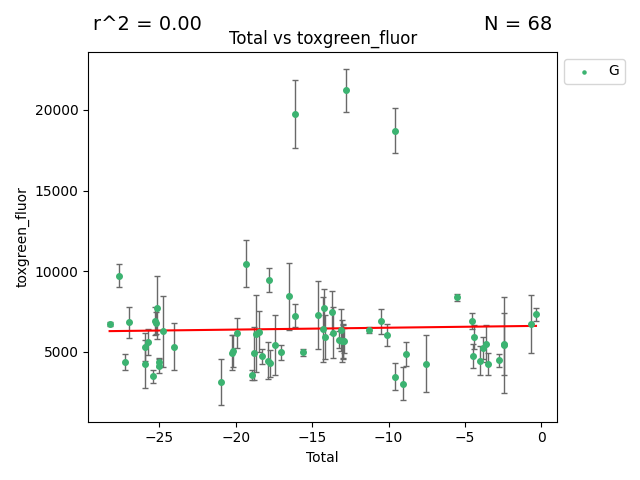 r^2 = 0.00
N = 68
Total vs toxgreen_fluor
G
20000
15000
10000
5000
toxgreen_fluor
−25
−20
−15
−10
−5
0
Total